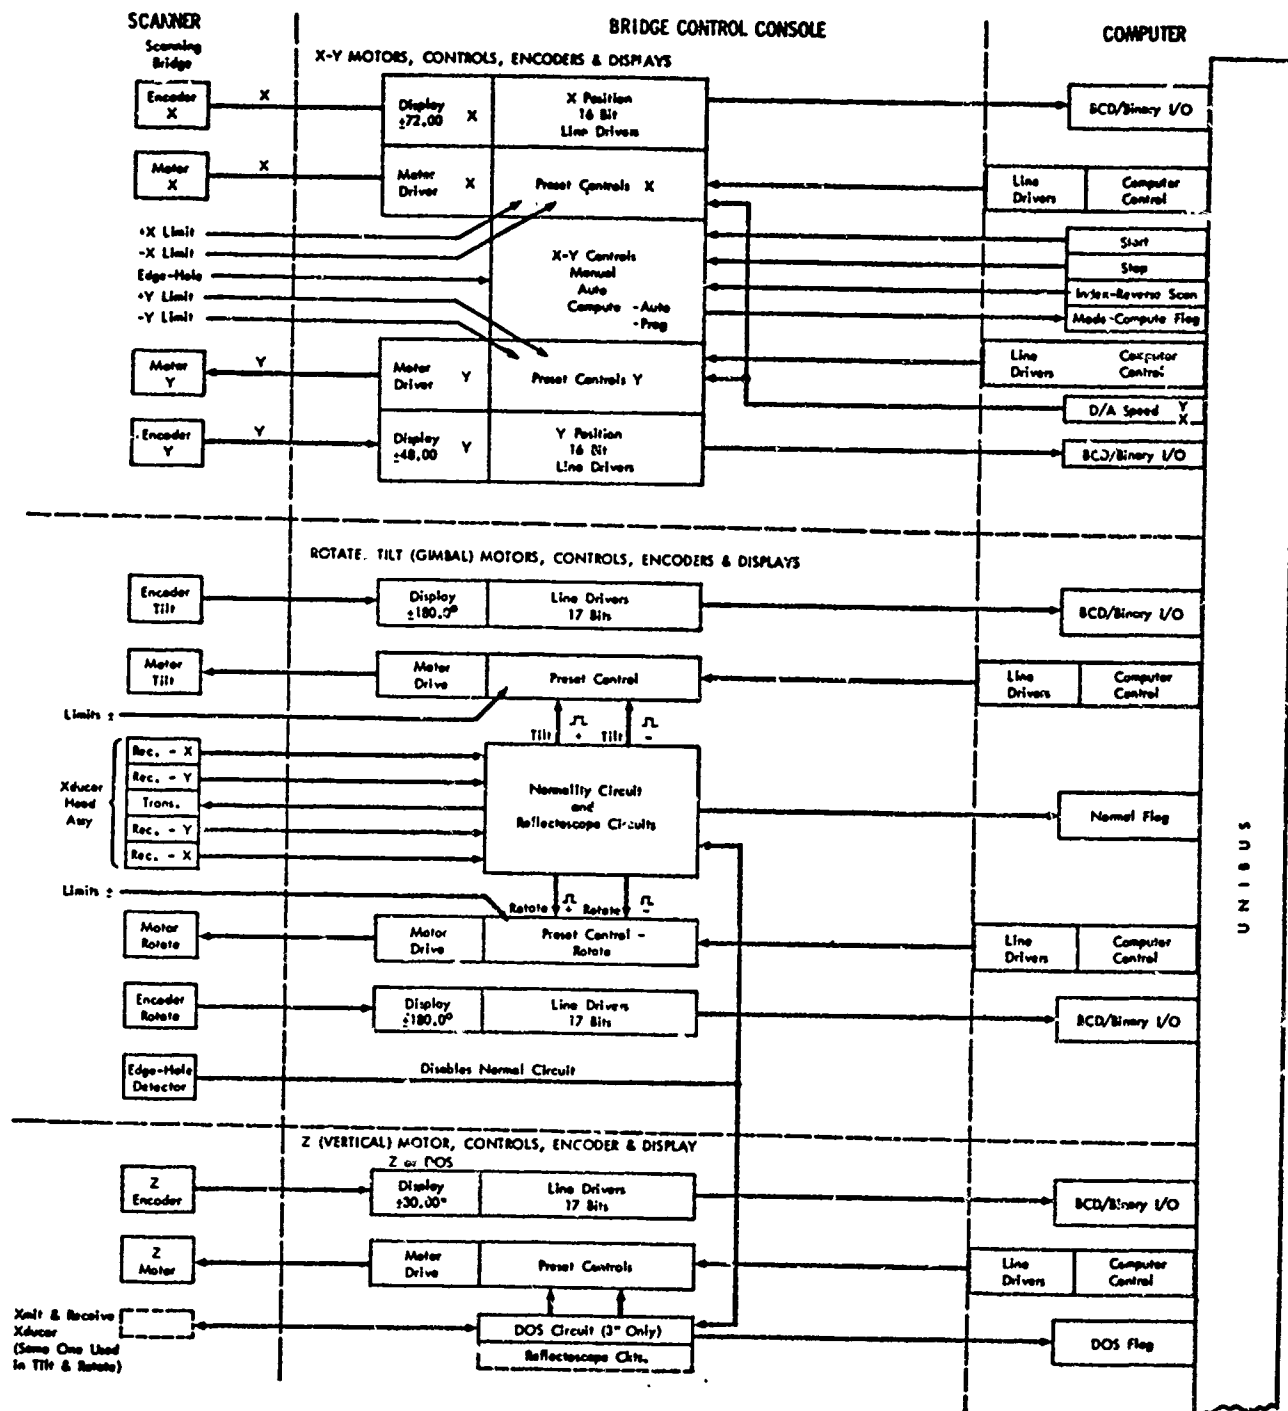 SCANNER
BRIDGE CONTROL CONSOLE
COMPUTER
Scanning
Bridge
X-Y MOTORS, CONTROLS, ENCODERS & DISPLAYS
Encoder
X
X
Display
±72.00 X
X Position
16 Bit
Line Drivers
BCD/Binary I/O
Motor
X
X
Motor
Driver X
Preset Controls X
Line
Drivers
Computer
Control
+X Limit
-X Limit
Edge-Hole
+Y Limit
-Y Limit
X-Y Controls
Manual
Auto
Compute -Auto
-Prog
Start
Stop
Index-Reverse Scan
Mode-Compute Flag
Motor
Y
Y
Motor
Driver Y
Preset Controls Y
Line
Drivers
Computer
Control
D/A Speed Y
X
Encoder
Y
Y
Display
±48.00 Y
Y Position
16 Bit
Line Drivers
BCD/Binary I/O
ROTATE. TILT (GIMBAL) MOTORS, CONTROLS, ENCODERS & DISPLAYS
Encoder
Tilt
Display
±180.0°
Line Drivers
17 Bits
BCD/Binary I/O
Motor
Tilt
Motor
Drive
Preset Control
Line
Drivers
Computer
Control
Limits ±
Tilt + Tilt -
Xducer
Head
Assy
Rec. - X
Rec. - Y
Trans.
Rec. - Y
Rec. - X
Normality Circuit
and
Reflectoscope Circuits
Normal Flag
UNIBUS
Limits ±
Rotate + Rotate -
Motor
Rotate
Motor
Drive
Preset Control -
Rotate
Line
Drivers
Computer
Control
Encoder
Rotate
Display
±180.0°
Line Drivers
17 Bits
BCD/Binary I/O
Edge-Hole
Detector
Disables Normal Circuit
Z (VERTICAL) MOTOR, CONTROLS, ENCODER & DISPLAY
Z or DOS
Z
Encoder
Display
±30.00"
Line Drivers
17 Bits
BCD/Binary I/O
Z
Motor
Motor
Drive
Preset Controls
Line
Drivers
Computer
Control
Xmit & Receive
Xducer
(Same One Used
in Tilt & Rotate)
DOS Circuit (3" Only)
Reflectoscope Ckts.
DOS Flag